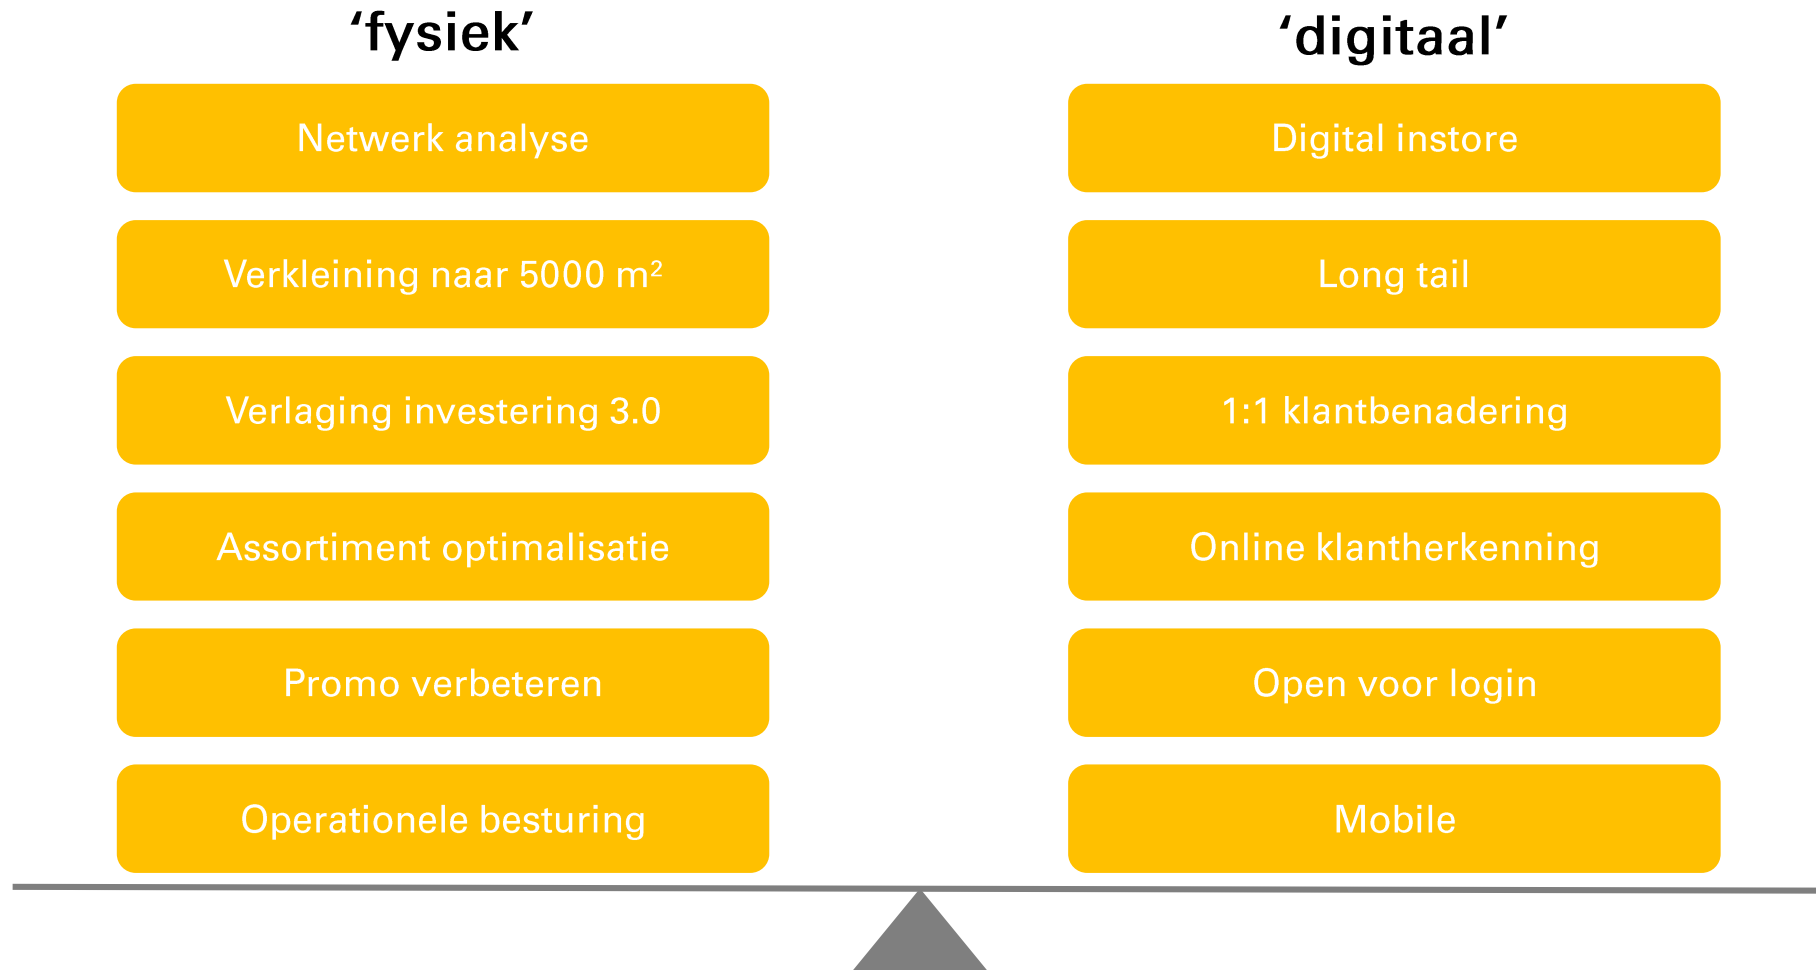 ‘fysiek’
Netwerk analyse
Verkleining naar 5000 m²
Verlaging investering 3.0
Assortiment optimalisatie
Promo verbeteren
Operationele besturing
‘digitaal’
Digital instore
Long tail
1:1 klantbenadering
Online klantherkenning
Open voor login
Mobile